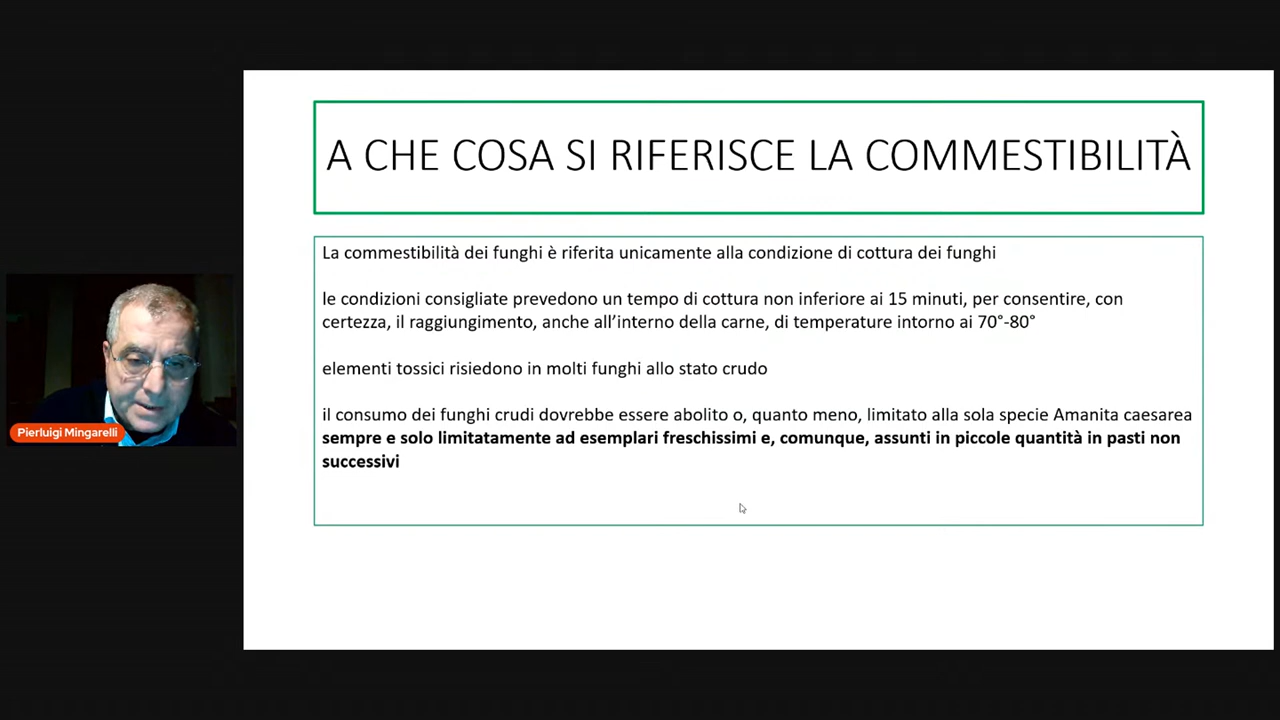 A CHE COSA SI RIFERISCE LA COMMESTIBILITÀ
La commestibilità dei funghi è riferita unicamente alla condizione di cottura dei funghi
le condizioni consigliate prevedono un tempo di cottura non inferiore ai 15 minuti, per consentire, con
certezza, il raggiungimento, anche all’interno della carne, di temperature intorno ai 70°-80°
elementi tossici risiedono in molti funghi allo stato crudo
il consumo dei funghi crudi dovrebbe essere abolito o, quanto meno, limitato alla sola specie Amanita caesarea
sempre e solo limitatamente ad esemplari freschissimi e, comunque, assunti in piccole quantità in pasti non
successivi
Pierluigi Mingarelli